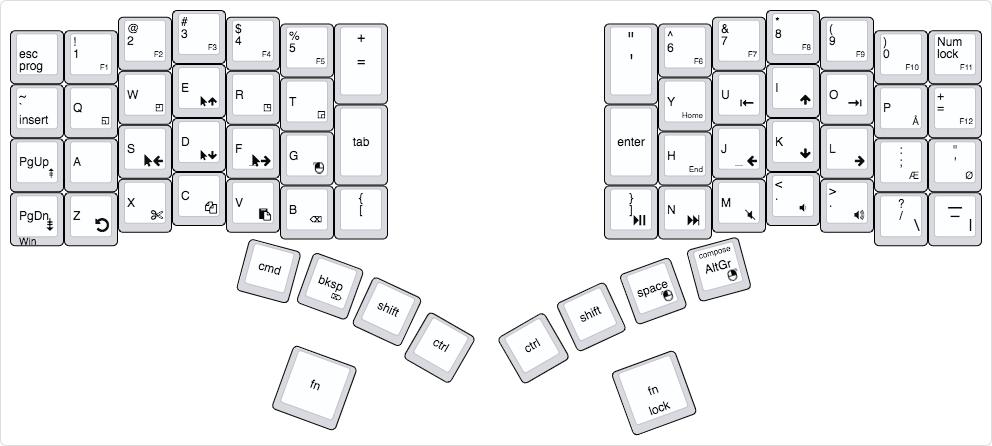 esc
prog
!
1 F1
@
2 F2
#
3 F3
$
4 F4
%
5 F5
+
=
"
'
^
6 F6
&
7 F7
*
8 F8
(
9 F9
)
0 F10
Num
lock
F11
~
`
insert
Q
W
E
R
T
tab
enter
Y
Home
U
I
O
P
Å
+
=
F12
PgUp
A
S
D
F
_
G
H
End
J
_
K
L
:
;
Æ
"
'
Ø
PgDn
Win
Z
X
C
V
B
{
[
}
]
N
M
<
.
>
.
?
/ \
—
– |
cmd
bksp
shift
ctrl
fn
ctrl
shift
space
compose
AltGr
fn
lock